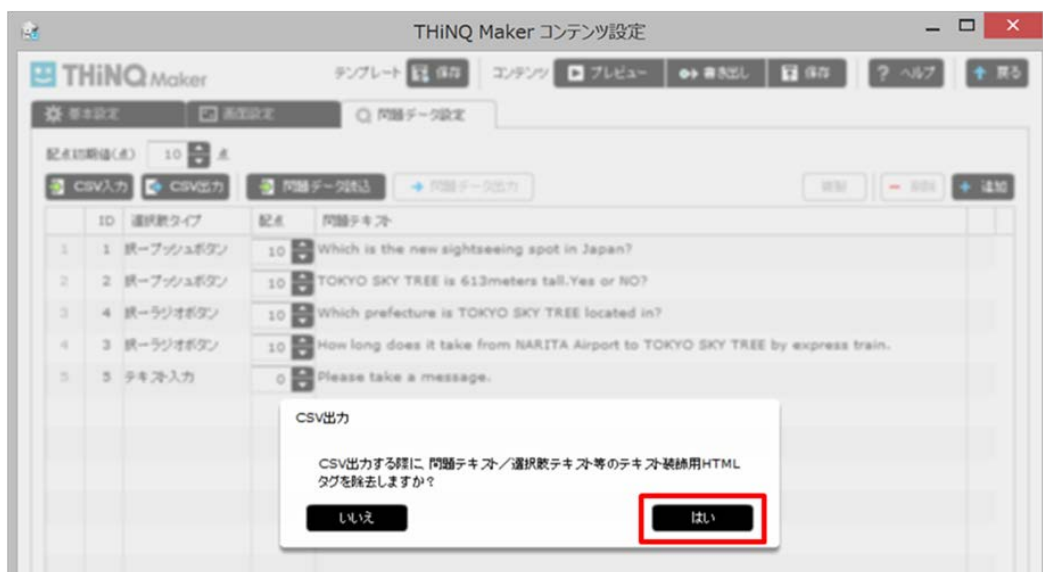 THiNQ Maker コンテンツ設定
THiNQ Maker
テンプレート 保存 コンテンツ プレビュー 書き出し 保存 ? ヘルプ 戻る
基本設定 画面設定 問題データ設定
配点初期値(点) 10 点
CSV入力 CSV出力 問題データ読込 問題データ出力 複製 削除 追加
ID 選択肢タイプ 配点 問題テキスト
1 1 択一プッシュボタン 10 Which is the new sightseeing spot in Japan?
2 2 択一プッシュボタン 10 TOKYO SKY TREE is 613meters tall.Yes or NO?
3 4 択一ラジオボタン 10 Which prefecture is TOKYO SKY TREE located in?
4 3 択一ラジオボタン 10 How long does it take from NARITA Airport to TOKYO SKY TREE by express train.
5 5 テキスト入力 0 Please take a message.
CSV出力
CSV出力する際に、問題テキスト／選択肢テキスト等のテキスト装飾用HTML
タグを除去しますか？
いいえ はい